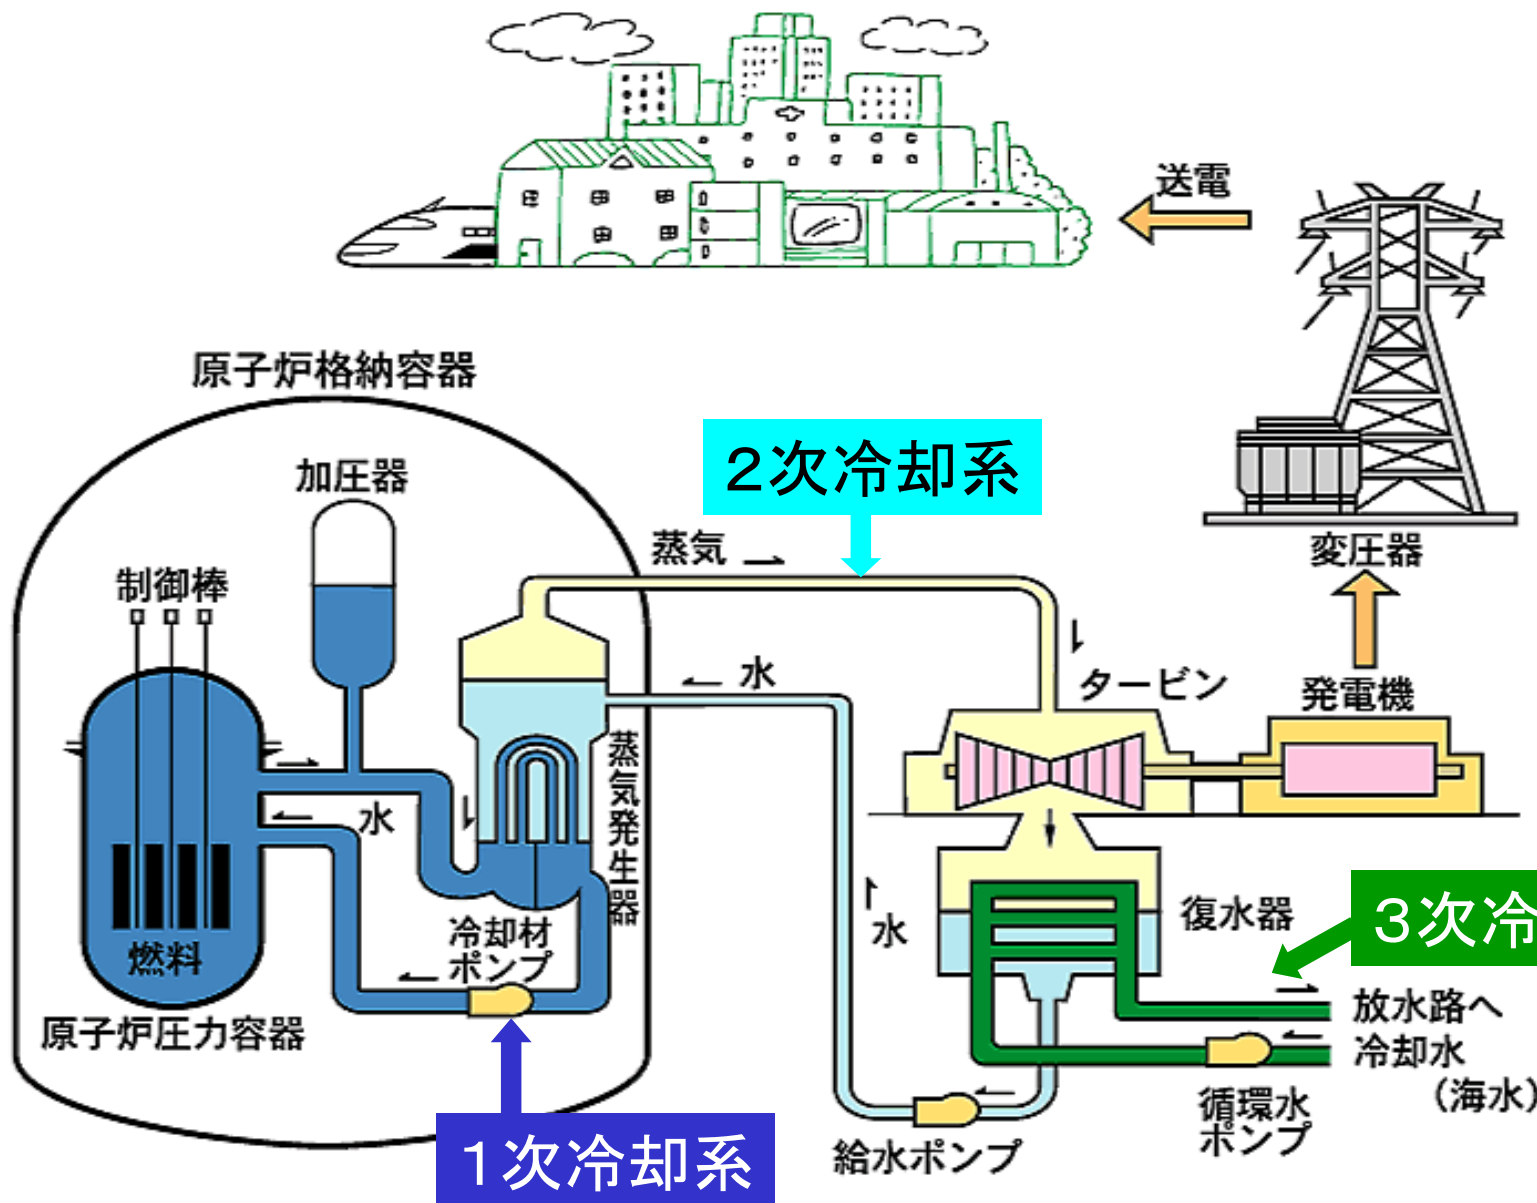 送電
原子炉格納容器
2次冷却系
加圧器
蒸気
変圧器
制御棒
水
タービン
発電機
蒸気発生器
水
冷却材
ポンプ
水
復水器
3次冷
燃料
放水路へ
原子炉圧力容器
冷却水
(海水)
循環水
ポンプ
1次冷却系
給水ポンプ